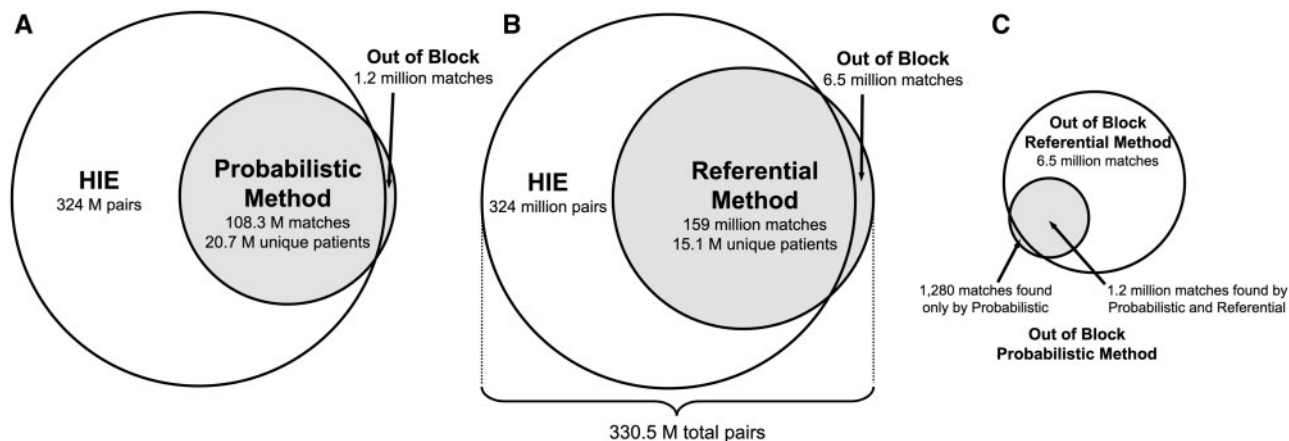 A
Out of Block
1.2 million matches
HIE
324 M pairs
Probabilistic
Method
108.3 M matches
20.7 M unique patients
B
Out of Block
6.5 million matches
HIE
324 million pairs
Referential
Method
159 million matches
15.1 M unique patients
330.5 M total pairs
C
Out of Block
Referential Method
6.5 million matches
1,280 matches found
only by Probabilistic
1.2 million matches found by
Probabilistic and Referential
Out of Block
Probabilistic Method